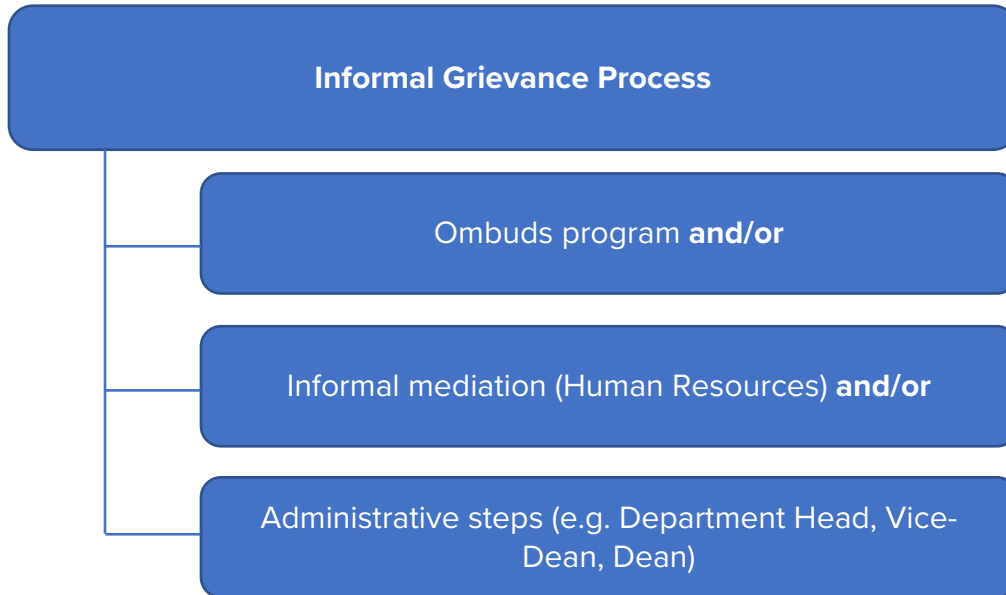 Informal Grievance Process
Ombuds program and/or
Informal mediation (Human Resources) and/or
Administrative steps (e.g. Department Head, Vice-
Dean, Dean)